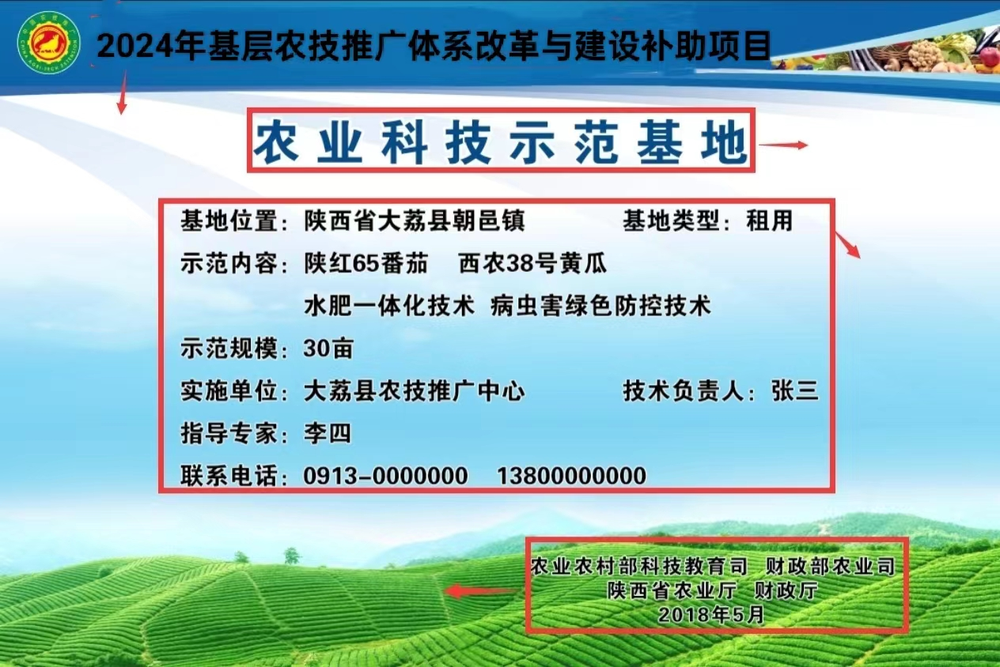 2024年基层农技推广体系改革与建设补助项目
农业科技示范基地
基地位置：陕西省大荔县朝邑镇 基地类型：租用
示范内容：陕红65番茄 西农38号黄瓜
水肥一体化技术 病虫害绿色防控技术
示范规模：30亩
实施单位：大荔县农技推广中心 技术负责人：张三
指导专家：李四
联系电话：0913-0000000 13800000000
农业农村部科技教育司 财政部农业司
陕西省农业厅 财政厅
2018年5月